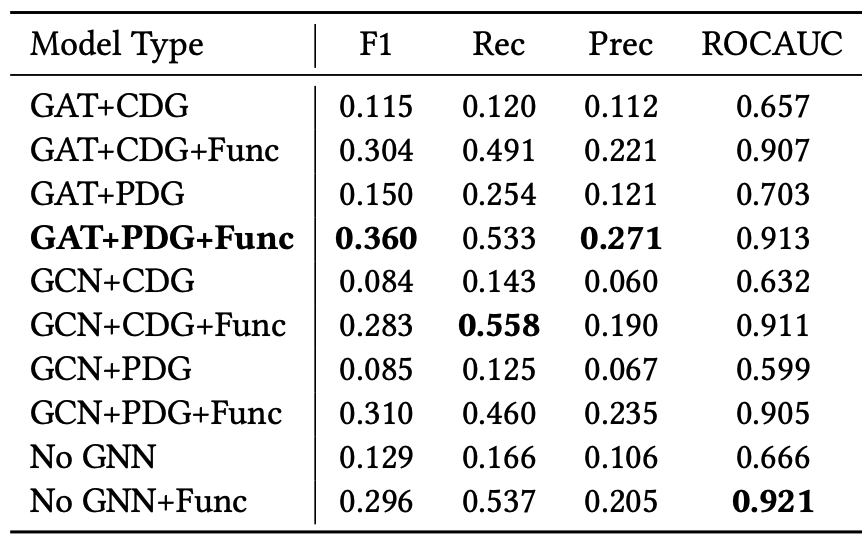 Model Type F1 Rec Prec ROCAUC
GAT+CDG 0.115 0.120 0.112 0.657
GAT+CDG+Func 0.304 0.491 0.221 0.907
GAT+PDG 0.150 0.254 0.121 0.703
GAT+PDG+Func 0.360 0.533 0.271 0.913
GCN+CDG 0.084 0.143 0.060 0.632
GCN+CDG+Func 0.283 0.558 0.190 0.911
GCN+PDG 0.085 0.125 0.067 0.599
GCN+PDG+Func 0.310 0.460 0.235 0.905
No GNN 0.129 0.166 0.106 0.666
No GNN+Func 0.296 0.537 0.205 0.921